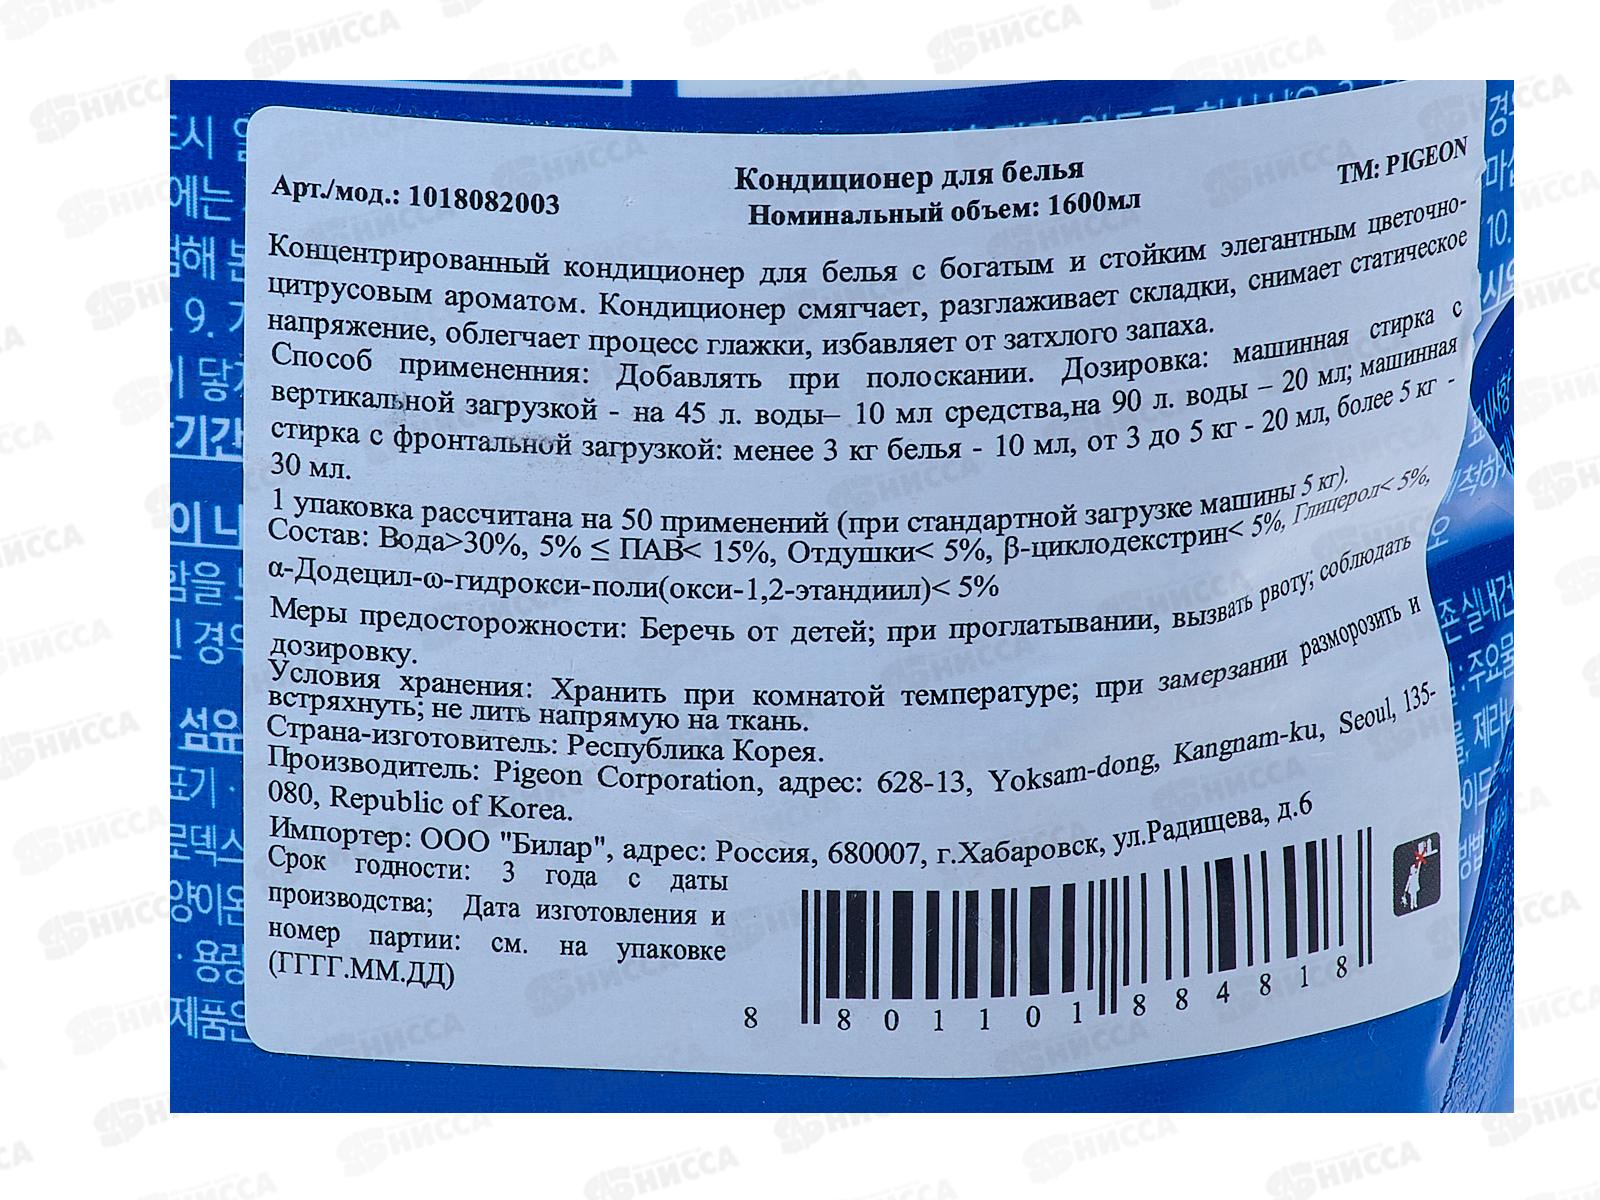 Кондиционер для белья
Арт./мод.: 1018082003
ТМ: PIGEON
Номинальный объем: 1600мл
Концентрированный кондиционер для белья с богатым и стойким элегантным цветочно-
цитрусовым ароматом. Кондиционер смягчает, разглаживает складки, снимает статическое
напряжение, облегчает процесс глажки, избавляет от затхлого запаха.
Способ примененния: Добавлять при полоскании. Дозировка: машинная стирка с
вертикальной загрузкой - на 45 л. воды– 10 мл средства,на 90 л. воды – 20 мл; машинная
стирка с фронтальной загрузкой: менее 3 кг белья - 10 мл, от 3 до 5 кг - 20 мл, более 5 кг -
30 мл.
1 упаковка рассчитана на 50 применений (при стандартной загрузке машины 5 кг).
Состав: Вода>30%, 5% ≤ ПАВ< 15%, Отдушки< 5%, β-циклодекстрин< 5%, Глицерол< 5%,
α-Додецил-ω-гидрокси-поли(окси-1,2-этандиил)< 5%
Меры предосторожности: Беречь от детей; при проглатывании, вызвать рвоту; соблюдать
дозировку.
Условия хранения: Хранить при комнатой температуре; при замерзании разморозить и
встряхнуть; не лить напрямую на ткань.
Страна-изготовитель: Республика Корея.
Производитель: Pigeon Corporation, адрес: 628-13, Yoksam-dong, Kangnam-ku, Seoul, 135-
080, Republic of Korea.
Импортер: ООО "Билар", адрес: Россия, 680007, г.Хабаровск, ул.Радищева, д.6
Срок годности: 3 года с даты
производства; Дата изготовления и
номер партии: см. на упаковке
(ГГГГ.ММ.ДД)
8 801101 884818